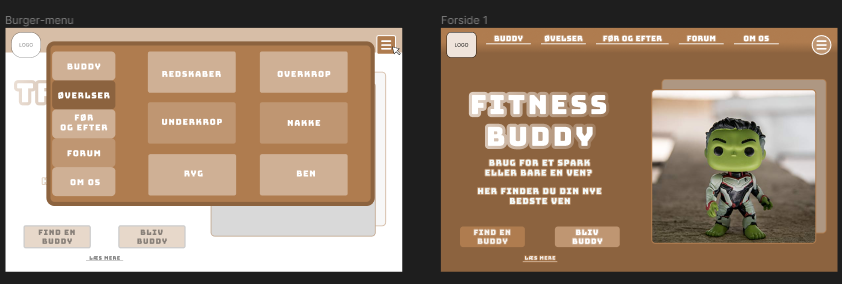 Burger-menu
LOGO
BUDDY
ØVERLSER
FØR
OG EFTER
FORUM
OM OS
REDSKABER
OVERKROP
UNDERKROP
NAKKE
RYG
BEN
FIND EN
BUDDY
BLIV
BUDDY
LÆS MERE
Forside 1
LOGO
BUDDY
ØVELSER
FØR OG EFTER
FORUM
OM OS
FITNESS
BUDDY
BRUG FOR ET SPARK
ELLER BARE EN VEN?
HER FINDER DU DIN NYE
BEDSTE VEN
FIND EN
BUDDY
BLIV
BUDDY
LÆS MERE